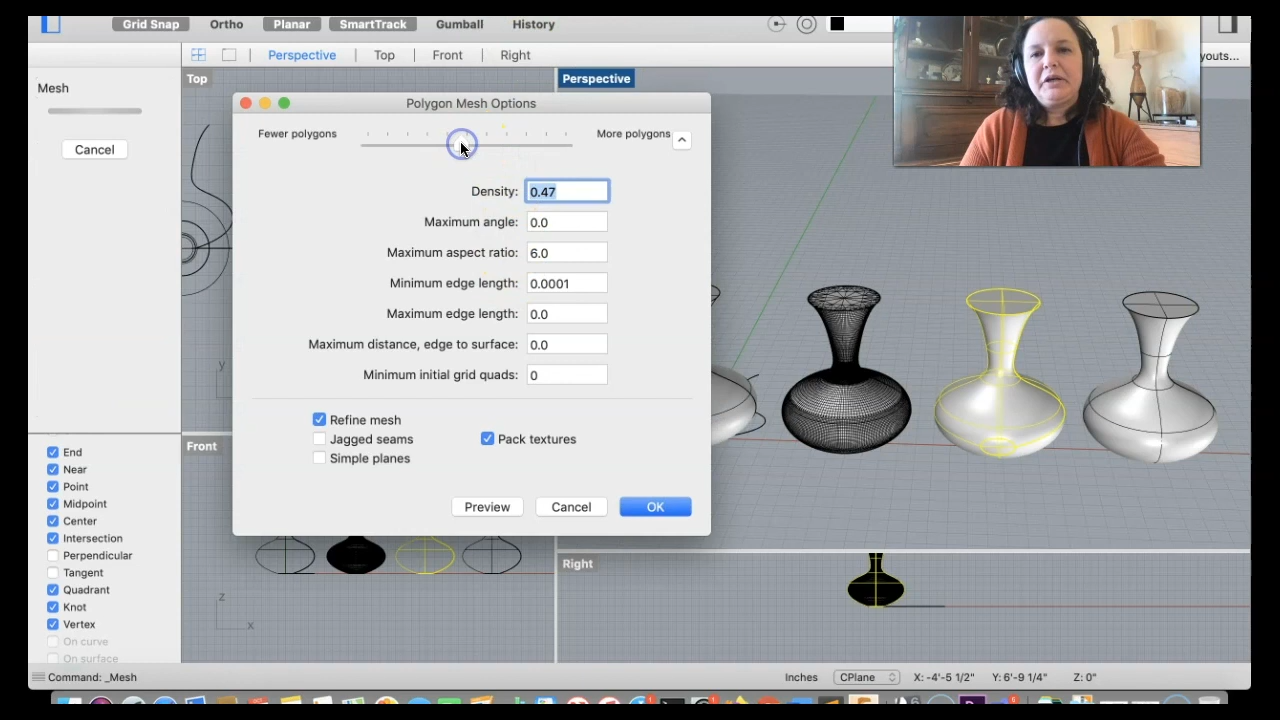 Grid Snap Ortho Planar SmartTrack Gumball History
Perspective Top Front Right youts...
Mesh
Cancel
Top
Perspective
Polygon Mesh Options
Fewer polygons More polygons
Density: 0.47
Maximum angle: 0.0
Maximum aspect ratio: 6.0
Minimum edge length: 0.0001
Maximum edge length: 0.0
Maximum distance, edge to surface: 0.0
Minimum initial grid quads: 0
Refine mesh
Jagged seams Pack textures
Simple planes
Preview Cancel OK
y
Front
End
Near
Point
Midpoint
Center
Intersection
Perpendicular
Tangent
Quadrant
Knot
Vertex
On curve
On surface
z
x
Right
Command: _Mesh Inches CPlane X: -4'-5 1/2" Y: 6'-9 1/4" Z: 0"